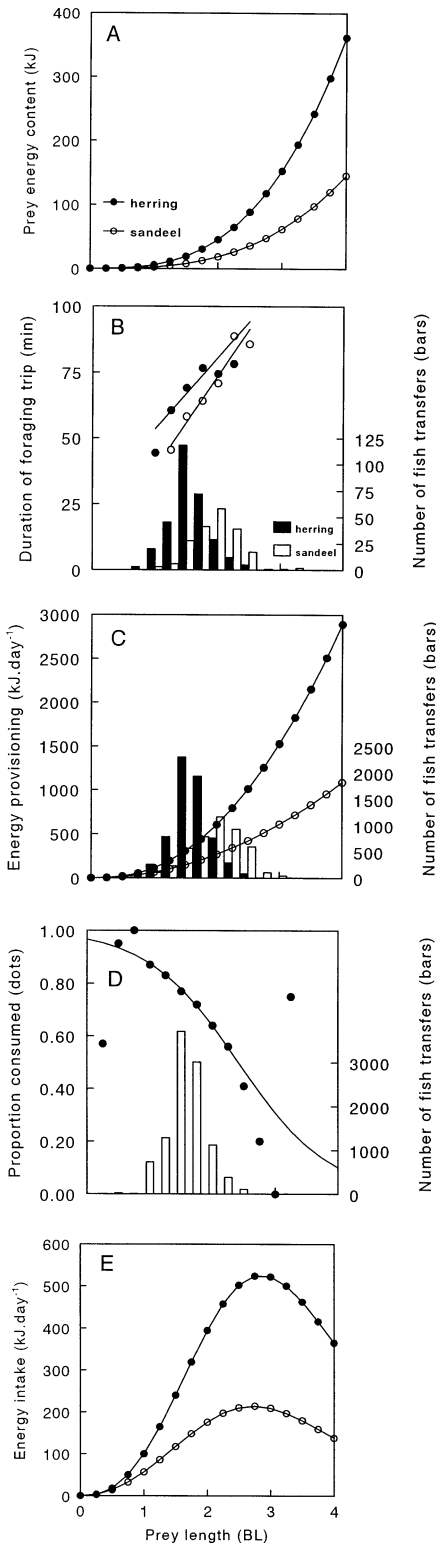 A
Prey energy content (kJ)
400
300
200
100
0
herring
sandeel
B
Duration of foraging trip (min)
100
75
50
25
0
Number of fish transfers (bars)
125
100
75
50
25
0
herring
sandeel
C
Energy provisioning (kJ.day-1)
3000
2500
2000
1500
1000
500
0
Number of fish transfers (bars)
2500
2000
1500
1000
500
0
D
Proportion consumed (dots)
1.00
0.80
0.60
0.40
0.20
0.00
Number of fish transfers (bars)
3000
2000
1000
0
E
Energy intake (kJ.day-1)
600
500
400
300
200
100
0
0 1 2 3 4
Prey length (BL)